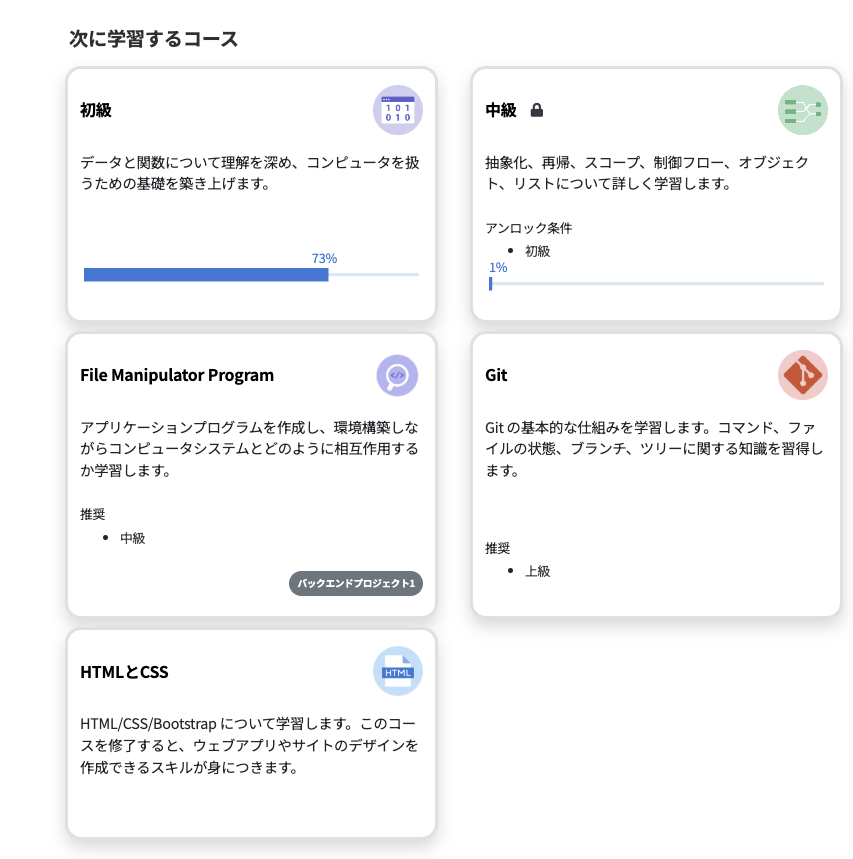 次に学習するコース
初級
1 0 1
0 1 0
データと関数について理解を深め、コンピュータを扱
うための基礎を築き上げます。
73%
中級
抽象化、再帰、スコープ、制御フロー、オブジェク
ト、リストについて詳しく学習します。
アンロック条件
• 初級
1%
File Manipulator Program
</>
アプリケーションプログラムを作成し、環境構築しな
がらコンピュータシステムとどのように相互作用する
か学習します。
推奨
• 中級
バックエンドプロジェクト1
Git
Git の基本的な仕組みを学習します。コマンド、ファ
イルの状態、ブランチ、ツリーに関する知識を習得し
ます。
推奨
• 上級
HTMLとCSS
HTML
HTML/CSS/Bootstrap について学習します。このコー
スを修了すると、ウェブアプリやサイトのデザインを
作成できるスキルが身につきます。